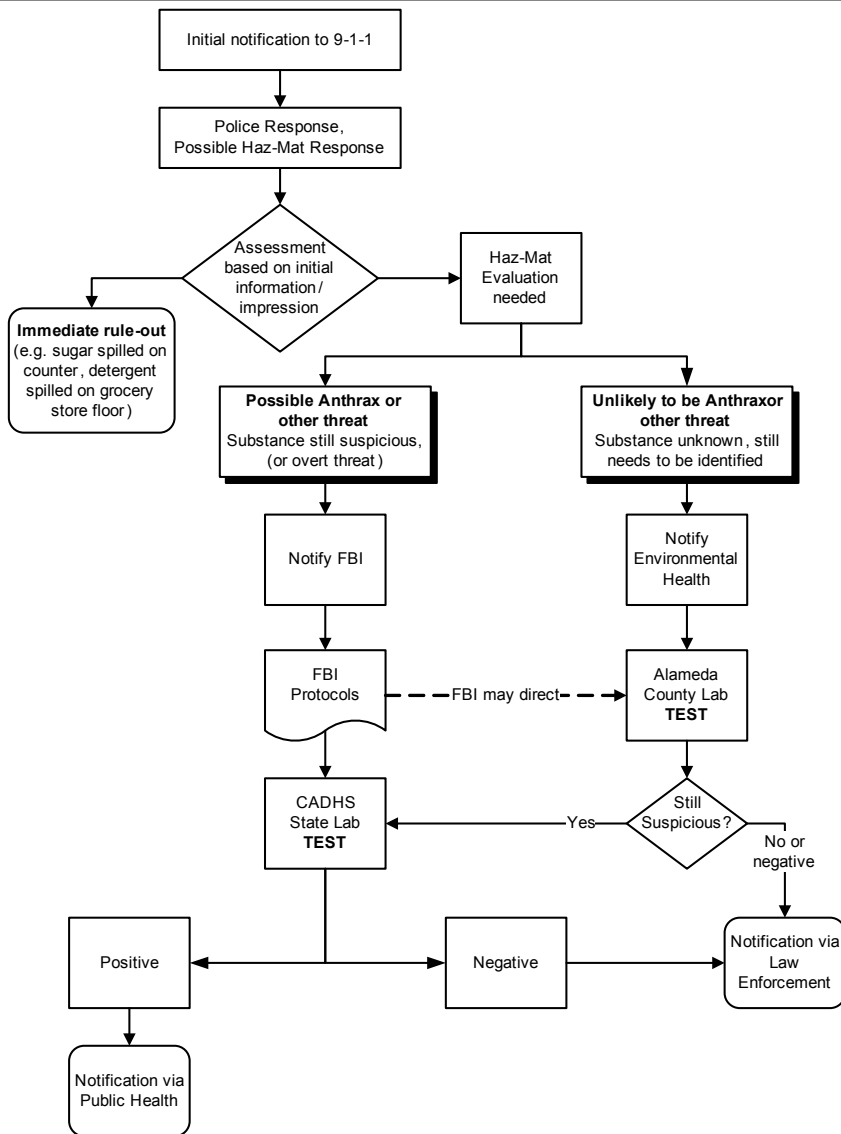 Initial notification to 9-1-1
Police Response,
Possible Haz-Mat Response
Assessment
based on initial
information/
impression
Haz-Mat
Evaluation
needed
Immediate rule-out
(e.g. sugar spilled on
counter, detergent
spilled on grocery
store floor)
Possible Anthrax or
other threat
Substance still suspicious,
(or overt threat)
Unlikely to be Anthraxor
other threat
Substance unknown, still
needs to be identified
Notify FBI
Notify
Environmental
Health
FBI
Protocols
FBI may direct
Alameda
County Lab
TEST
CADHS
State Lab
TEST
Yes
Still
Suspicious?
No or
negative
Positive
Negative
Notification via
Law
Enforcement
Notification via
Public Health